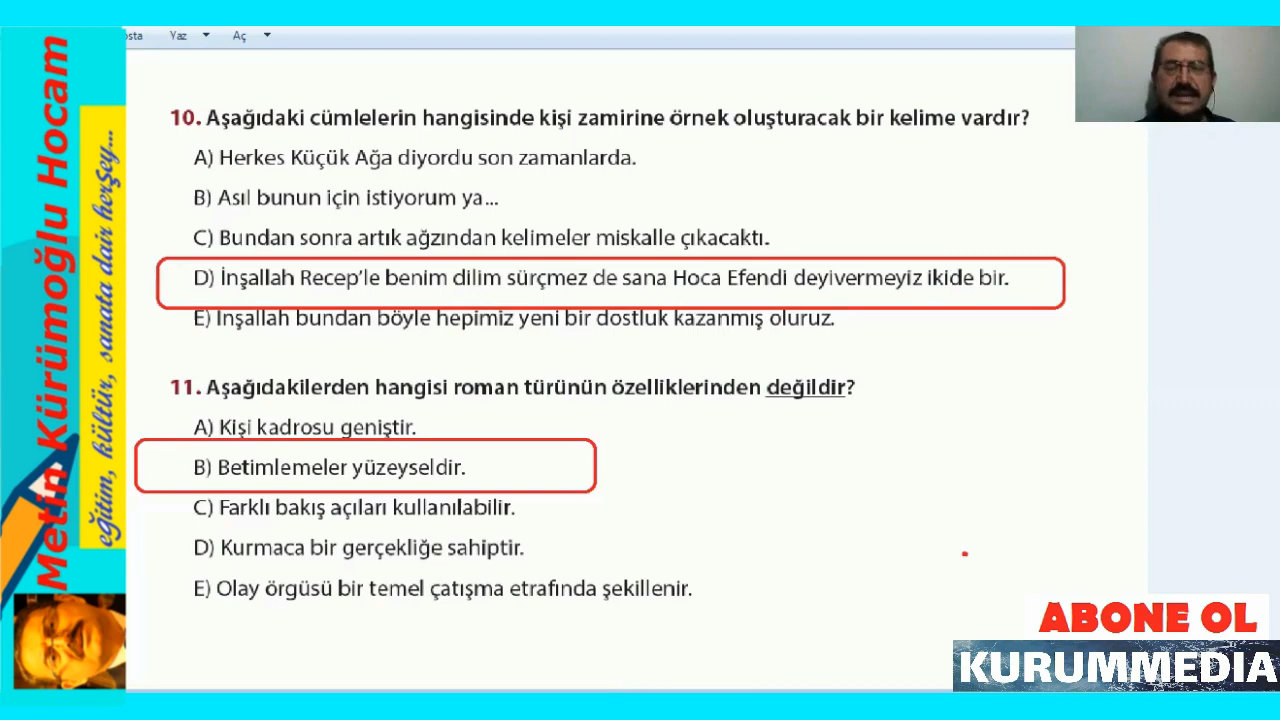 Metin Kürümoğlu Hocam
eğitim, kültür, sanata dair herşey...
osta Yaz Aç
10. Aşağıdaki cümlelerin hangisinde kişi zamirine örnek oluşturacak bir kelime vardır?
A) Herkes Küçük Ağa diyordu son zamanlarda.
B) Asıl bunun için istiyorum ya...
C) Bundan sonra artık ağzından kelimeler miskalle çıkacaktı.
D) İnşallah Recep'le benim dilim sürçmez de sana Hoca Efendi deyivermeyiz ikide bir.
E) İnşallah bundan böyle hepimiz yeni bir dostluk kazanmış oluruz.
11. Aşağıdakilerden hangisi roman türünün özelliklerinden değildir?
A) Kişi kadrosu geniştir.
B) Betimlemeler yüzeyseldir.
C) Farklı bakış açıları kullanılabilir.
D) Kurmaca bir gerçekliğe sahiptir.
E) Olay örgüsü bir temel çatışma etrafında şekillenir.
ABONE OL
KURUMMEDIA